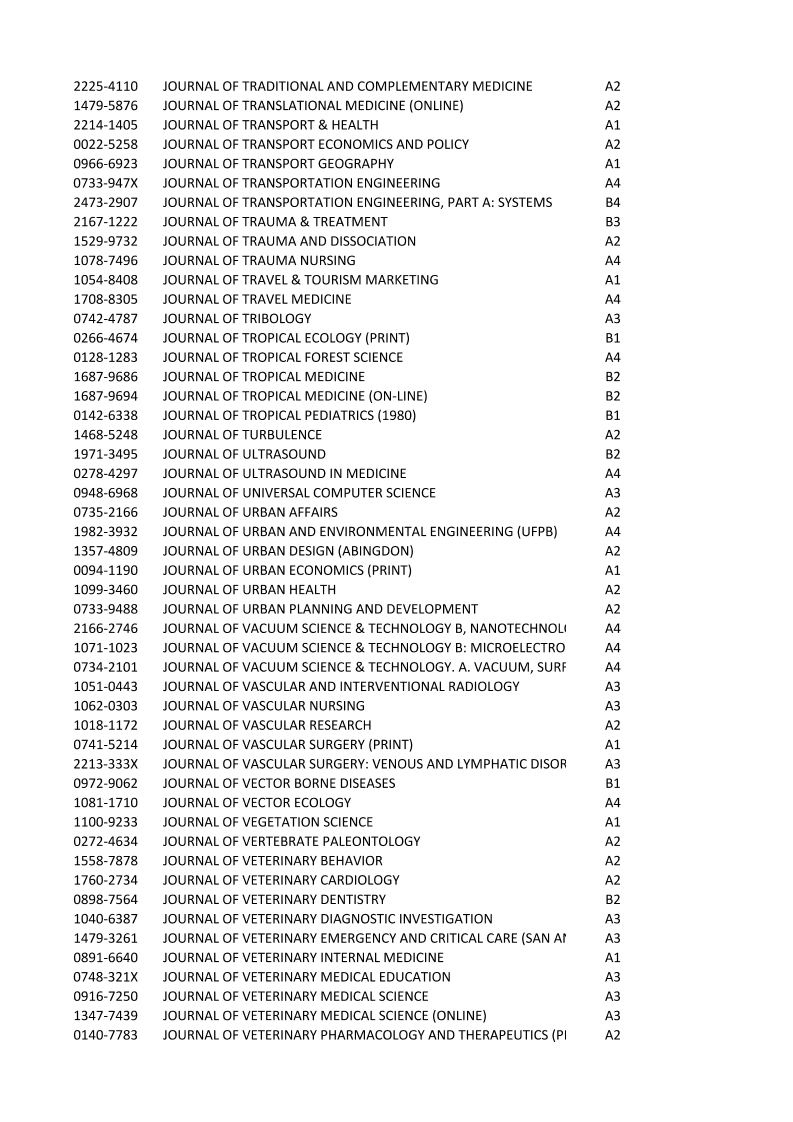 2225-4110 JOURNAL OF TRADITIONAL AND COMPLEMENTARY MEDICINE A2
1479-5876 JOURNAL OF TRANSLATIONAL MEDICINE (ONLINE) A2
2214-1405 JOURNAL OF TRANSPORT & HEALTH A1
0022-5258 JOURNAL OF TRANSPORT ECONOMICS AND POLICY A2
0966-6923 JOURNAL OF TRANSPORT GEOGRAPHY A1
0733-947X JOURNAL OF TRANSPORTATION ENGINEERING A4
2473-2907 JOURNAL OF TRANSPORTATION ENGINEERING, PART A: SYSTEMS B4
2167-1222 JOURNAL OF TRAUMA & TREATMENT B3
1529-9732 JOURNAL OF TRAUMA AND DISSOCIATION A2
1078-7496 JOURNAL OF TRAUMA NURSING A4
1054-8408 JOURNAL OF TRAVEL & TOURISM MARKETING A1
1708-8305 JOURNAL OF TRAVEL MEDICINE A4
0742-4787 JOURNAL OF TRIBOLOGY A3
0266-4674 JOURNAL OF TROPICAL ECOLOGY (PRINT) B1
0128-1283 JOURNAL OF TROPICAL FOREST SCIENCE A4
1687-9686 JOURNAL OF TROPICAL MEDICINE B2
1687-9694 JOURNAL OF TROPICAL MEDICINE (ON-LINE) B2
0142-6338 JOURNAL OF TROPICAL PEDIATRICS (1980) B1
1468-5248 JOURNAL OF TURBULENCE A2
1971-3495 JOURNAL OF ULTRASOUND B2
0278-4297 JOURNAL OF ULTRASOUND IN MEDICINE A4
0948-6968 JOURNAL OF UNIVERSAL COMPUTER SCIENCE A3
0735-2166 JOURNAL OF URBAN AFFAIRS A2
1982-3932 JOURNAL OF URBAN AND ENVIRONMENTAL ENGINEERING (UFPB) A4
1357-4809 JOURNAL OF URBAN DESIGN (ABINGDON) A2
0094-1190 JOURNAL OF URBAN ECONOMICS (PRINT) A1
1099-3460 JOURNAL OF URBAN HEALTH A2
0733-9488 JOURNAL OF URBAN PLANNING AND DEVELOPMENT A2
2166-2746 JOURNAL OF VACUUM SCIENCE & TECHNOLOGY B, NANOTECHNOL A4
1071-1023 JOURNAL OF VACUUM SCIENCE & TECHNOLOGY B: MICROELECTRO A4
0734-2101 JOURNAL OF VACUUM SCIENCE & TECHNOLOGY. A. VACUUM, SURF A4
1051-0443 JOURNAL OF VASCULAR AND INTERVENTIONAL RADIOLOGY A3
1062-0303 JOURNAL OF VASCULAR NURSING A3
1018-1172 JOURNAL OF VASCULAR RESEARCH A2
0741-5214 JOURNAL OF VASCULAR SURGERY (PRINT) A1
2213-333X JOURNAL OF VASCULAR SURGERY: VENOUS AND LYMPHATIC DISOR A3
0972-9062 JOURNAL OF VECTOR BORNE DISEASES B1
1081-1710 JOURNAL OF VECTOR ECOLOGY A4
1100-9233 JOURNAL OF VEGETATION SCIENCE A1
0272-4634 JOURNAL OF VERTEBRATE PALEONTOLOGY A2
1558-7878 JOURNAL OF VETERINARY BEHAVIOR A2
1760-2734 JOURNAL OF VETERINARY CARDIOLOGY A2
0898-7564 JOURNAL OF VETERINARY DENTISTRY B2
1040-6387 JOURNAL OF VETERINARY DIAGNOSTIC INVESTIGATION A3
1479-3261 JOURNAL OF VETERINARY EMERGENCY AND CRITICAL CARE (SAN A3
0891-6640 JOURNAL OF VETERINARY INTERNAL MEDICINE A1
0748-321X JOURNAL OF VETERINARY MEDICAL EDUCATION A3
0916-7250 JOURNAL OF VETERINARY MEDICAL SCIENCE A3
1347-7439 JOURNAL OF VETERINARY MEDICAL SCIENCE (ONLINE) A3
0140-7783 JOURNAL OF VETERINARY PHARMACOLOGY AND THERAPEUTICS A2